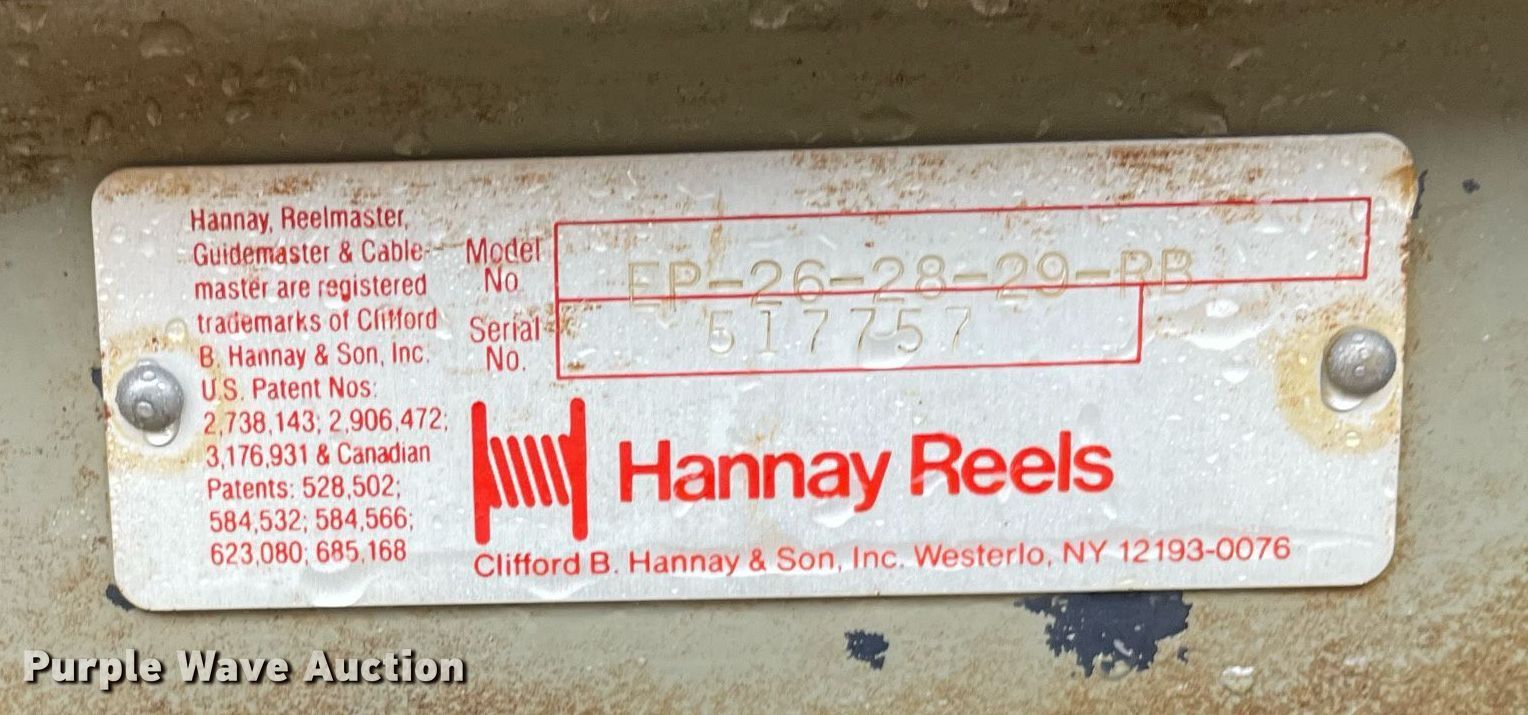 Hannay, Reelmaster,
Guidemaster & Cable-
master are registered
trademarks of Clifford
B. Hannay & Son, Inc.
U.S. Patent Nos:
2,738,143; 2,906,472;
3,176,931 & Canadian
Patents: 528,502;
584,532; 584,566;
623,080; 685,168
Model
No.
EP-26-28-29-RB
Serial
No.
517757
Hannay Reels
Clifford B. Hannay & Son, Inc. Westerlo, NY 12193-0076
Purple Wave Auction